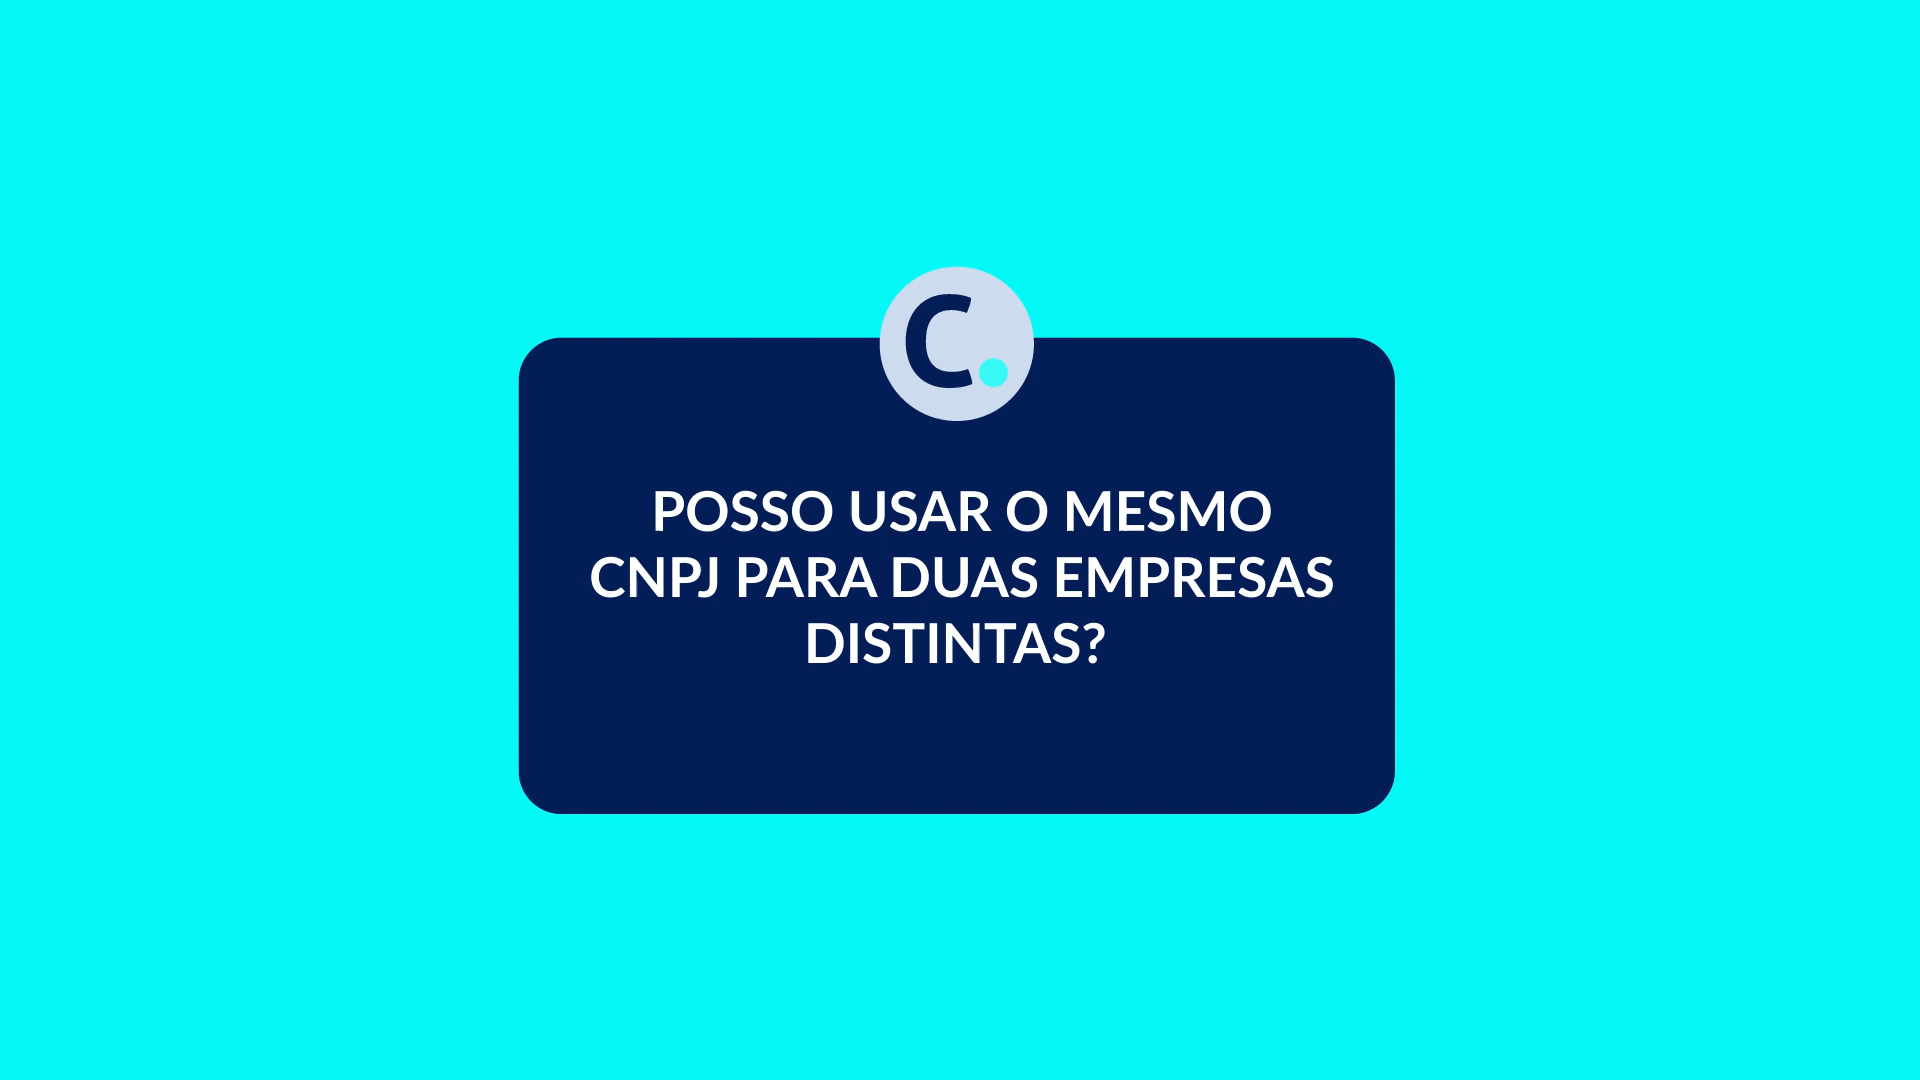 C.
POSSO USAR O MESMO
CNPJ PARA DUAS EMPRESAS
DISTINTAS?